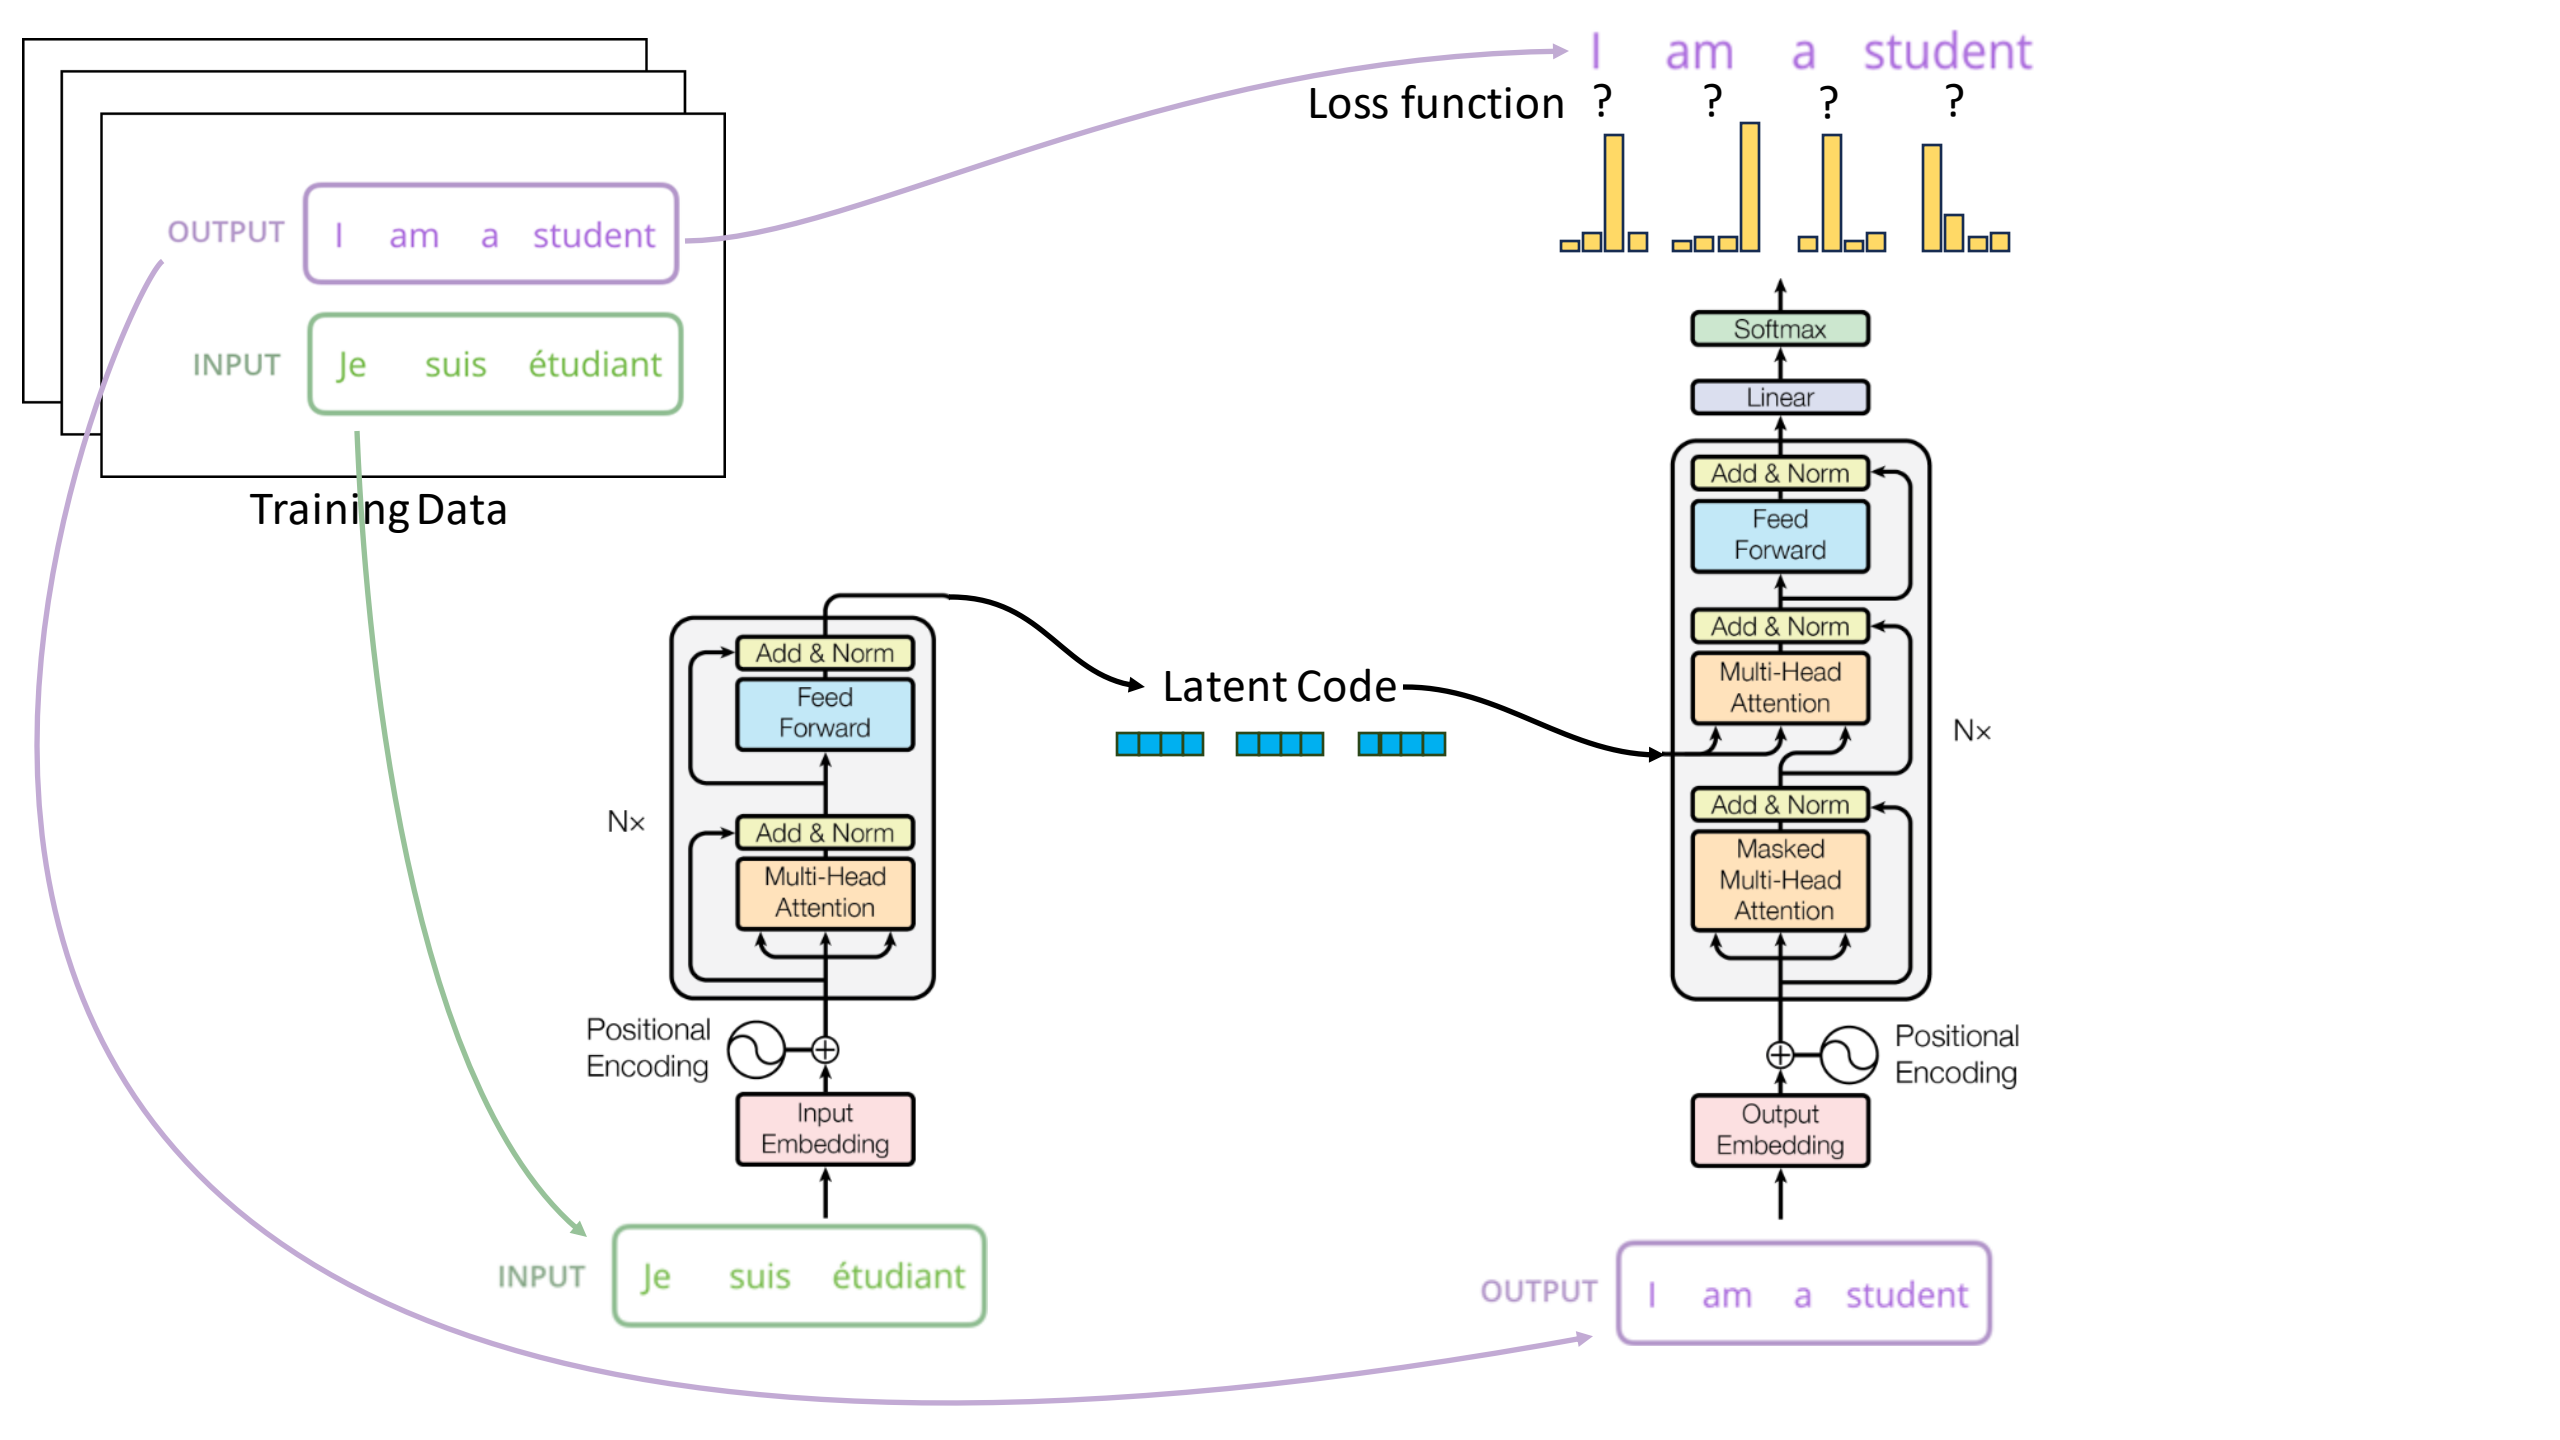 OUTPUT I am a student
INPUT Je suis étudiant
Training Data
I am a student
Loss function ? ? ? ?
Softmax
Linear
Add & Norm
Feed
Forward
Add & Norm
Multi-Head
Attention
Nx
Add & Norm
Masked
Multi-Head
Attention
Positional
Encoding
Output
Embedding
OUTPUT I am a student
Latent Code
Add & Norm
Feed
Forward
Nx
Add & Norm
Multi-Head
Attention
Positional
Encoding
Input
Embedding
INPUT Je suis étudiant